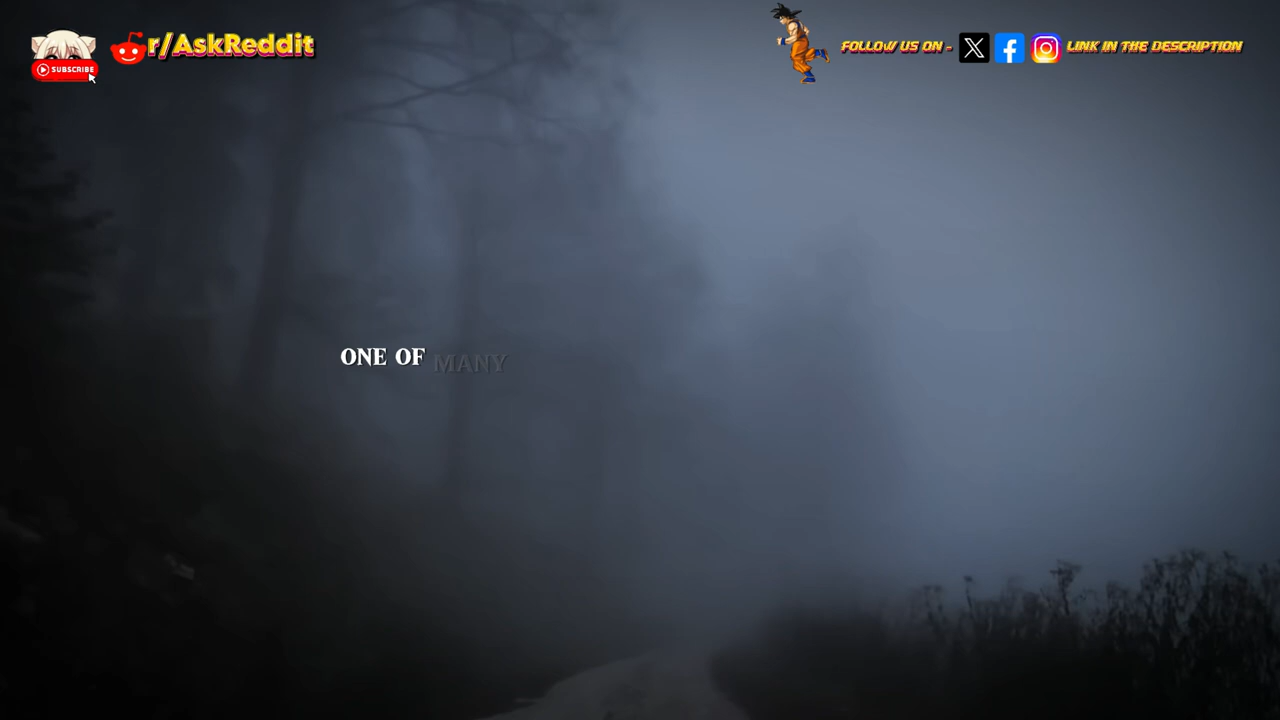 r/AskReddit
SUBSCRIBE
FOLLOW US ON - LINK IN THE DESCRIPTION
ONE OF MANY